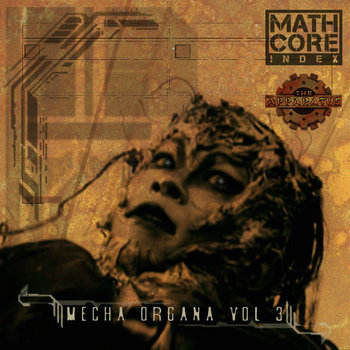 MATH
CORE
INDEX
THE
APPARATUS
MECHA ORGANA VOL 3